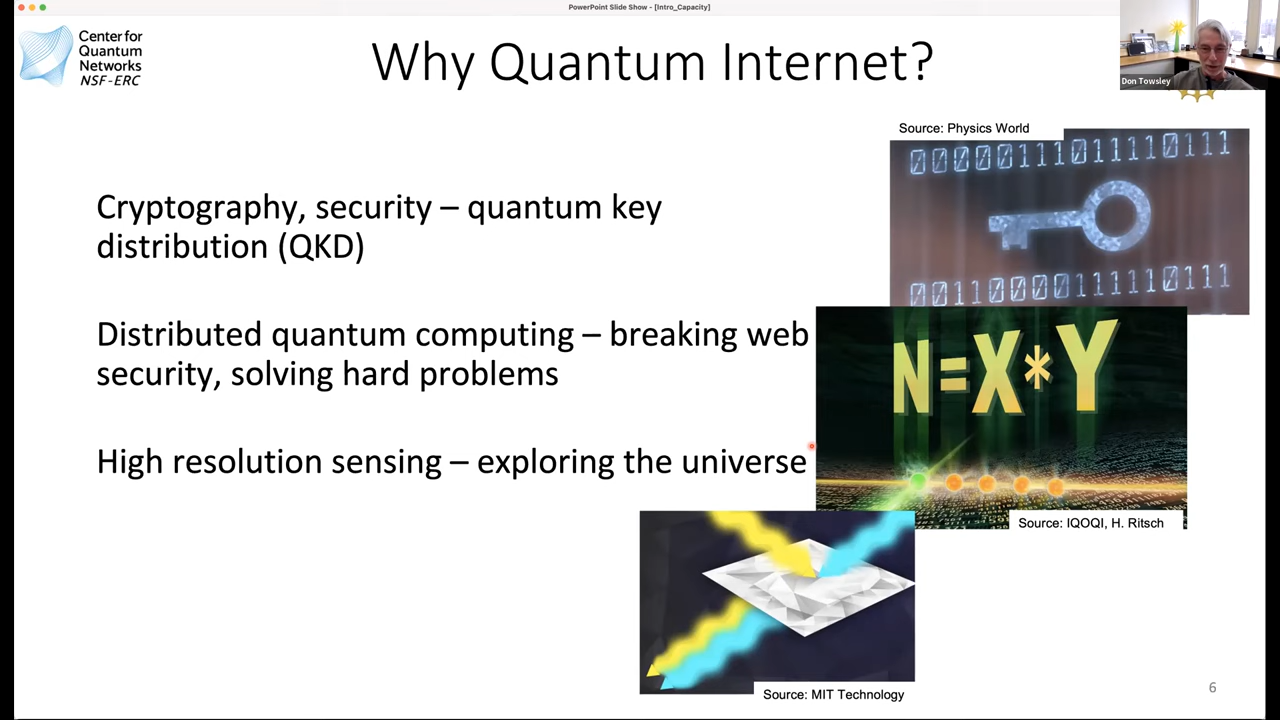 PowerPoint Slide Show - [Intro_Capacity]
Center for
Quantum
Networks
NSF-ERC
Why Quantum Internet?
Don Towsley
Source: Physics World
00000111011110111
Cryptography, security – quantum key
distribution (QKD)
00110000111110111
Distributed quantum computing – breaking web
security, solving hard problems
N=X*Y
High resolution sensing – exploring the universe
Source: IQOQI, H. Ritsch
Source: MIT Technology
6